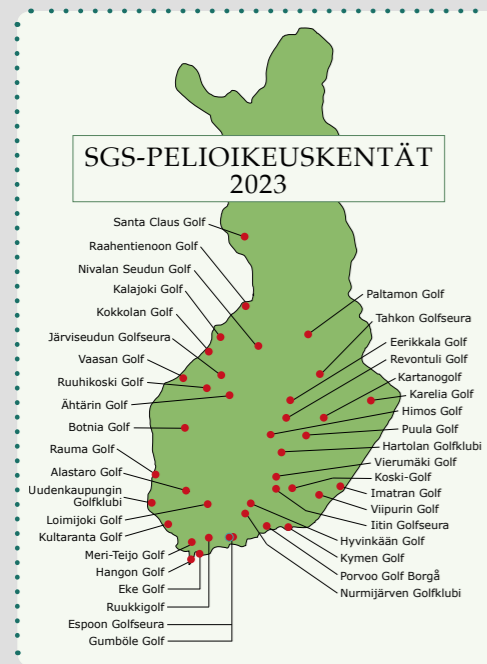 SGS-PELIOIKEUSKENTÄT
2023
Santa Claus Golf
Raahentienoon Golf
Nivalan Seudun Golf
Kalajoki Golf
Kokkolan Golf
Järviseudun Golfseura
Vaasan Golf
Ruuhikoski Golf
Ähtärin Golf
Botnia Golf
Rauma Golf
Alastaro Golf
Uudenkaupungin
Golfklubi
Loimijoki Golf
Kultaranta Golf
Meri-Teijo Golf
Hangon Golf
Eke Golf
Ruukkigolf
Espoon Golfseura
Gumböle Golf
Paltamon Golf
Tahkon Golfseura
Eerikkala Golf
Revontuli Golf
Kartanogolf
Karelia Golf
Himos Golf
Puula Golf
Hartolan Golfklubi
Vierumäki Golf
Koski-Golf
Imatran Golf
Viipurin Golf
Iitin Golfseura
Hyvinkään Golf
Kymen Golf
Porvoo Golf Borgå
Nurmijärven Golfklubi